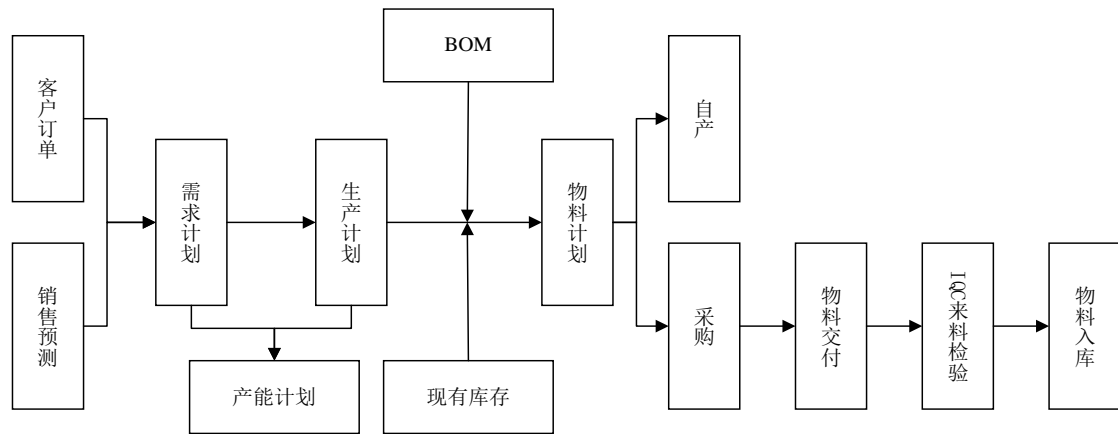 客户订单
销售预测
需求计划
生产计划
产能计划
BOM
现有库存
物料计划
自产
采购
物料交付
IQC来料检验
物料入库